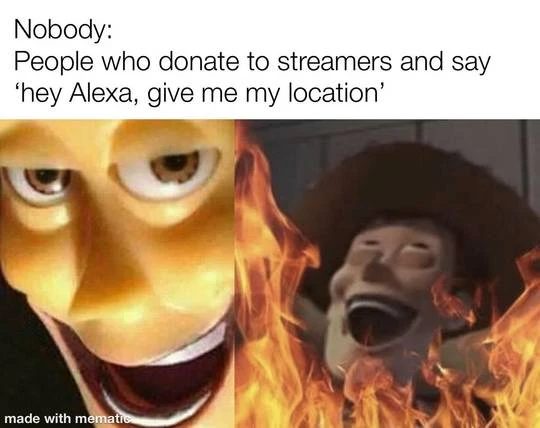 Nobody:
People who donate to streamers and say
‘hey Alexa, give me my location’
made with mematic